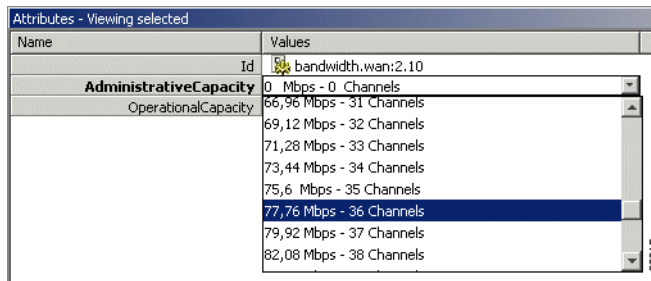 Attributes - Viewing selected
Name Values
Id bandwidth.wan:2.10
AdministrativeCapacity 0 Mbps - 0 Channels
OperationalCapacity 66,96 Mbps - 31 Channels
69,12 Mbps - 32 Channels
71,28 Mbps - 33 Channels
73,44 Mbps - 34 Channels
75,6 Mbps - 35 Channels
77,76 Mbps - 36 Channels
79,92 Mbps - 37 Channels
82,08 Mbps - 38 Channels